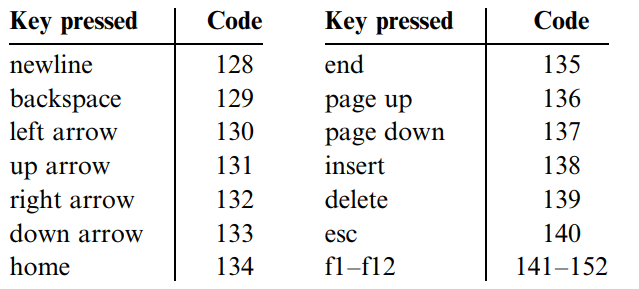 Key pressed Code Key pressed Code
newline 128 end 135
backspace 129 page up 136
left arrow 130 page down 137
up arrow 131 insert 138
right arrow 132 delete 139
down arrow 133 esc 140
home 134 f1–f12 141–152